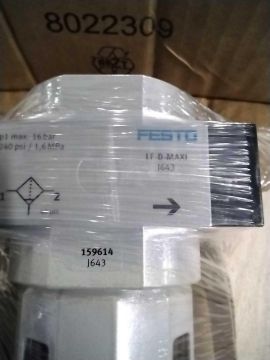 8022309
p1 max. 16 bar
240 psi / 1,6 MPa
FESTO
LF-D-MAXI
J643
1
2
159614
J643